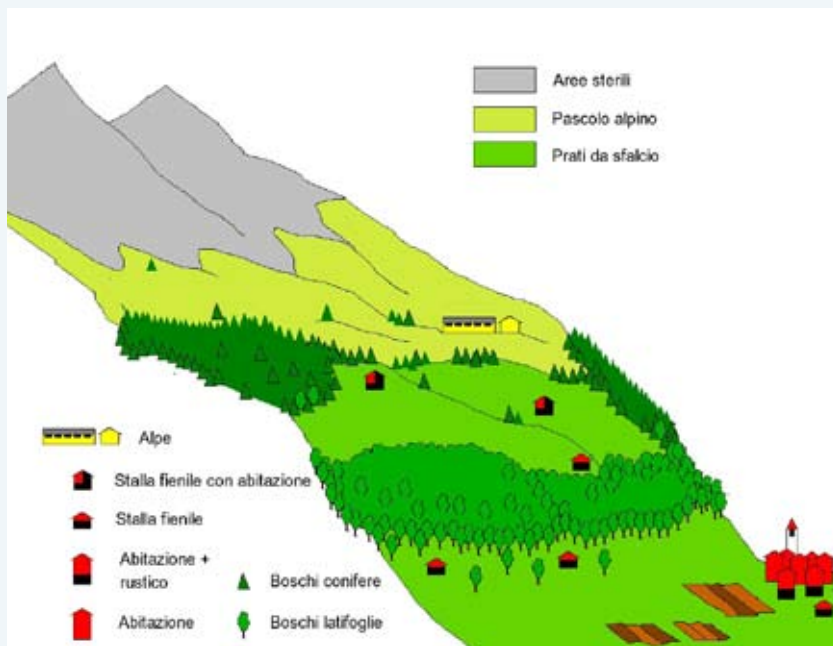 Aree sterili
Pascolo alpino
Prati da sfalcio
Alpe
Stalla fienile con abitazione
Stalla fienile
Abitazione +
rustico
Abitazione
Boschi conifere
Boschi latifoglie